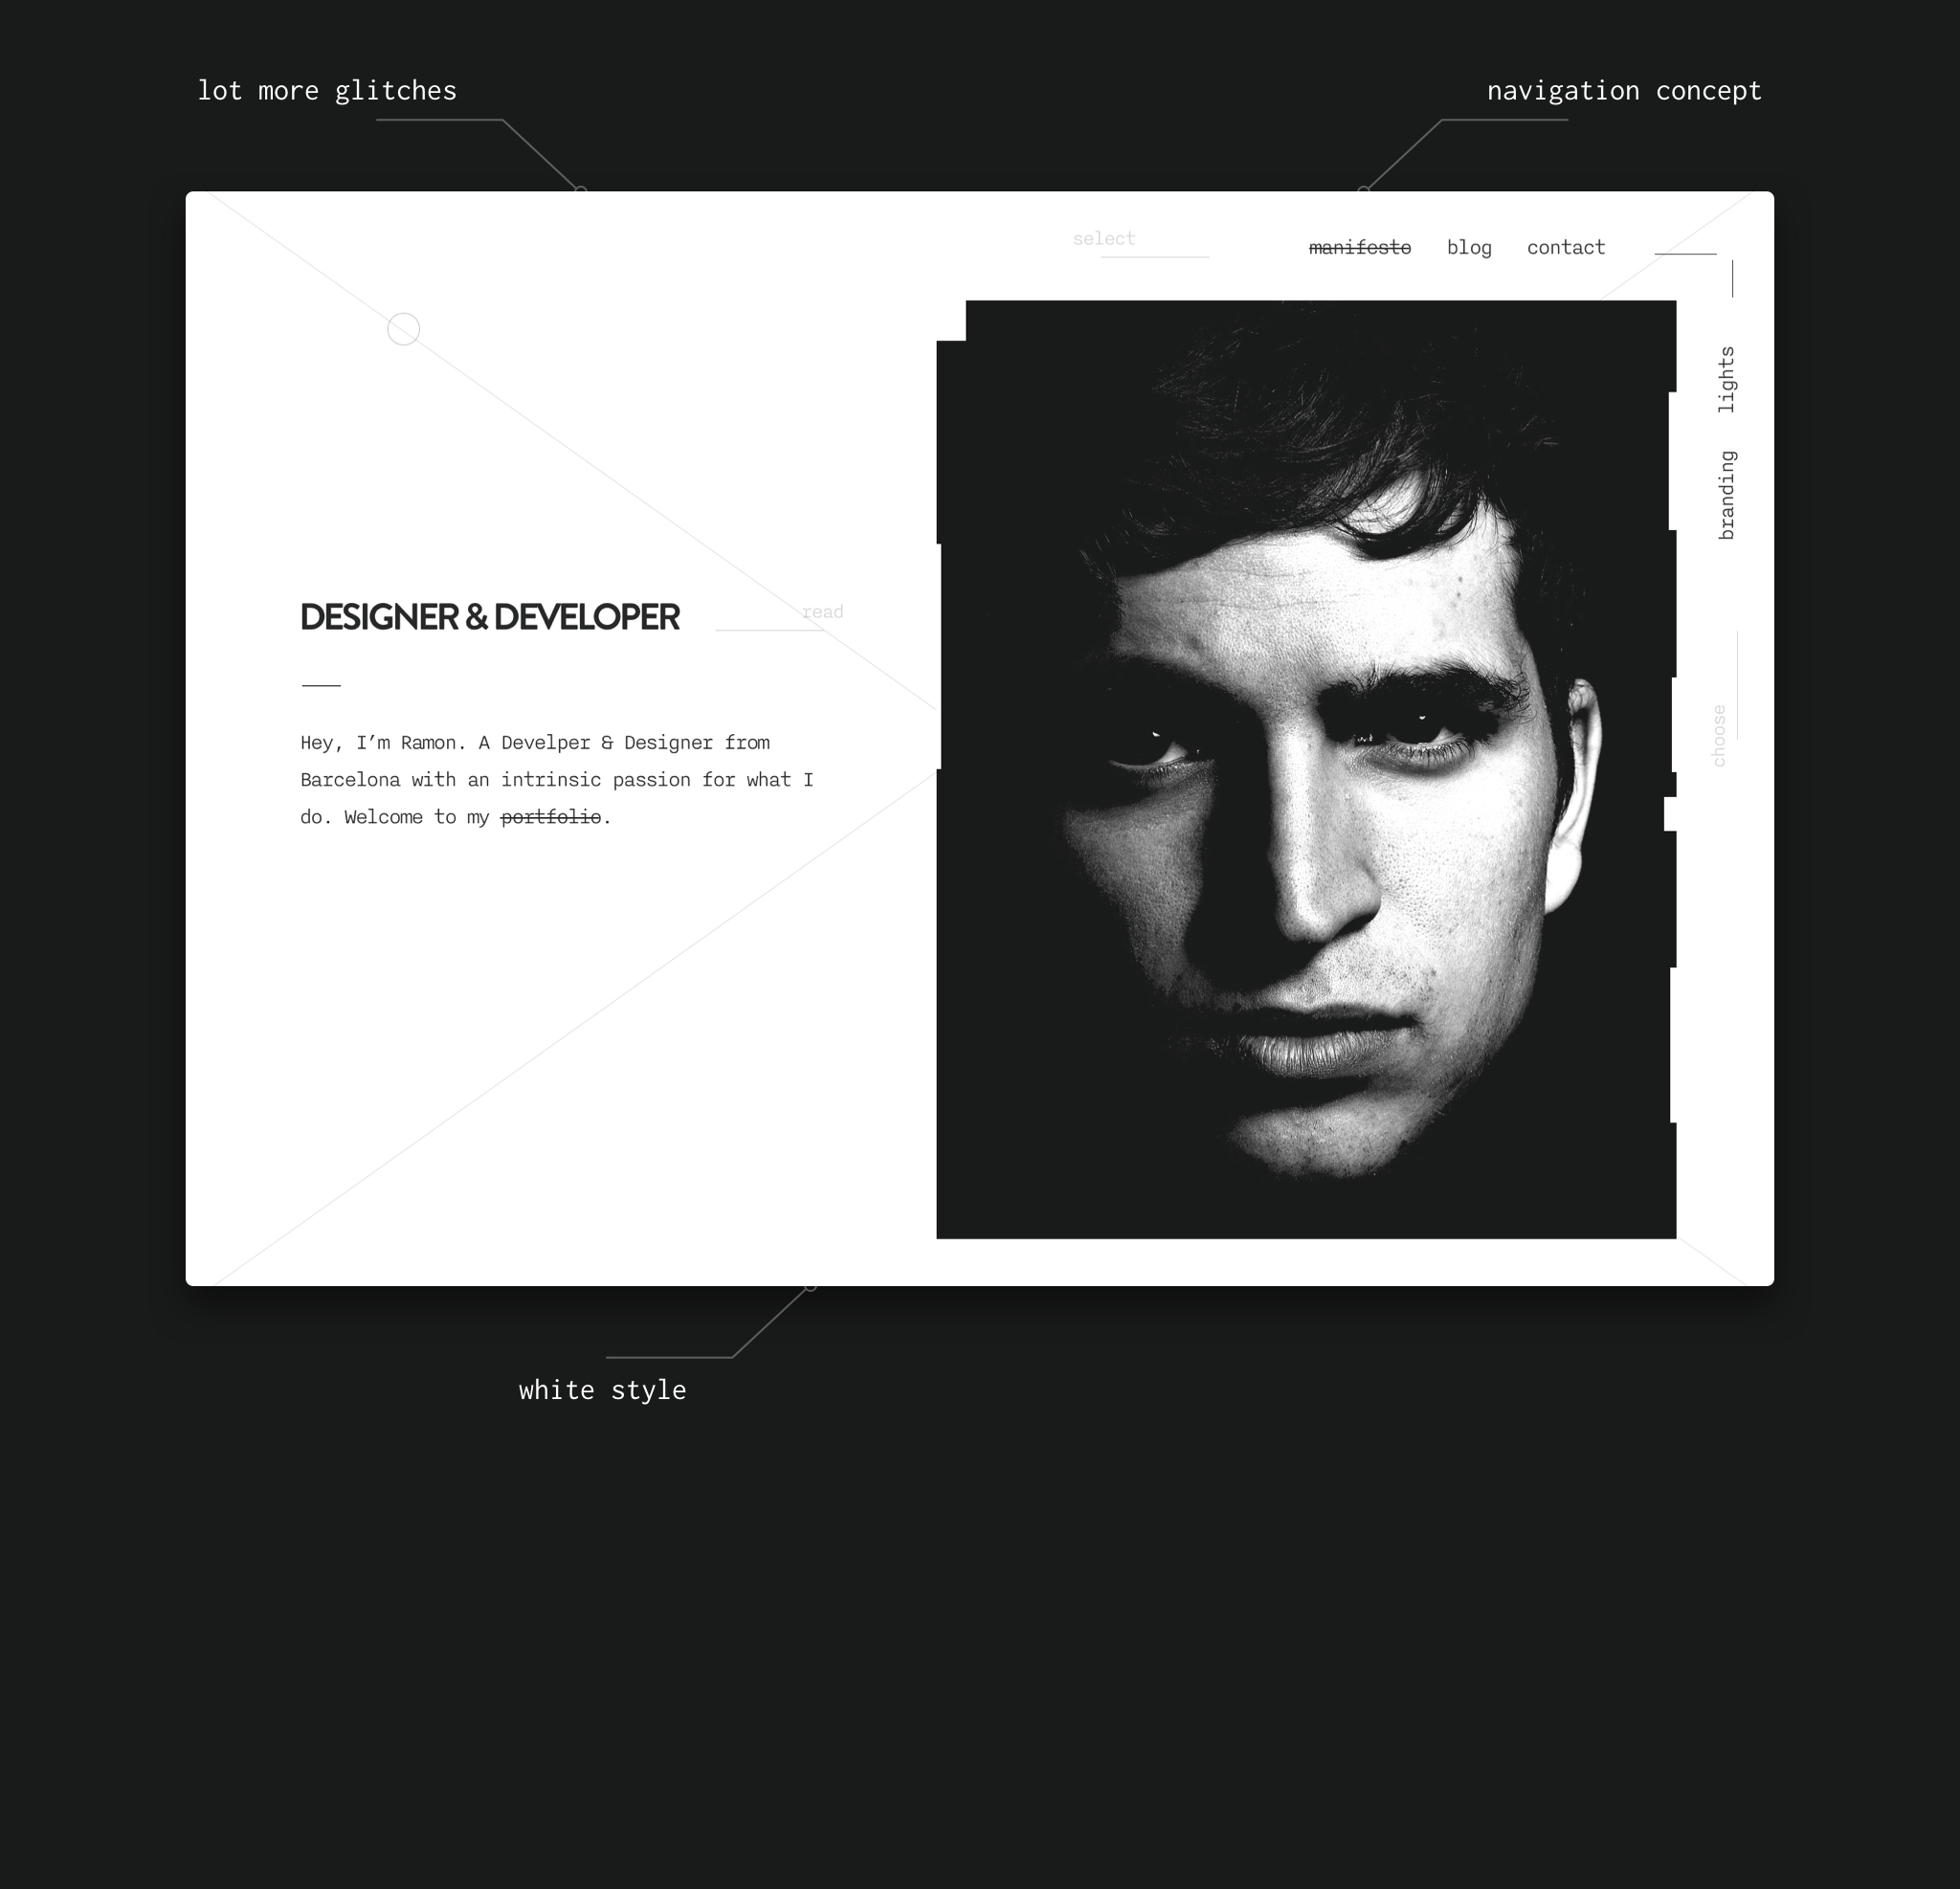 lot more glitches
navigation concept
select
manifesto blog contact
lights
branding
choose
DESIGNER & DEVELOPER
read
Hey, I’m Ramon. A Develper & Designer from
Barcelona with an intrinsic passion for what I
do. Welcome to my portfolio.
white style